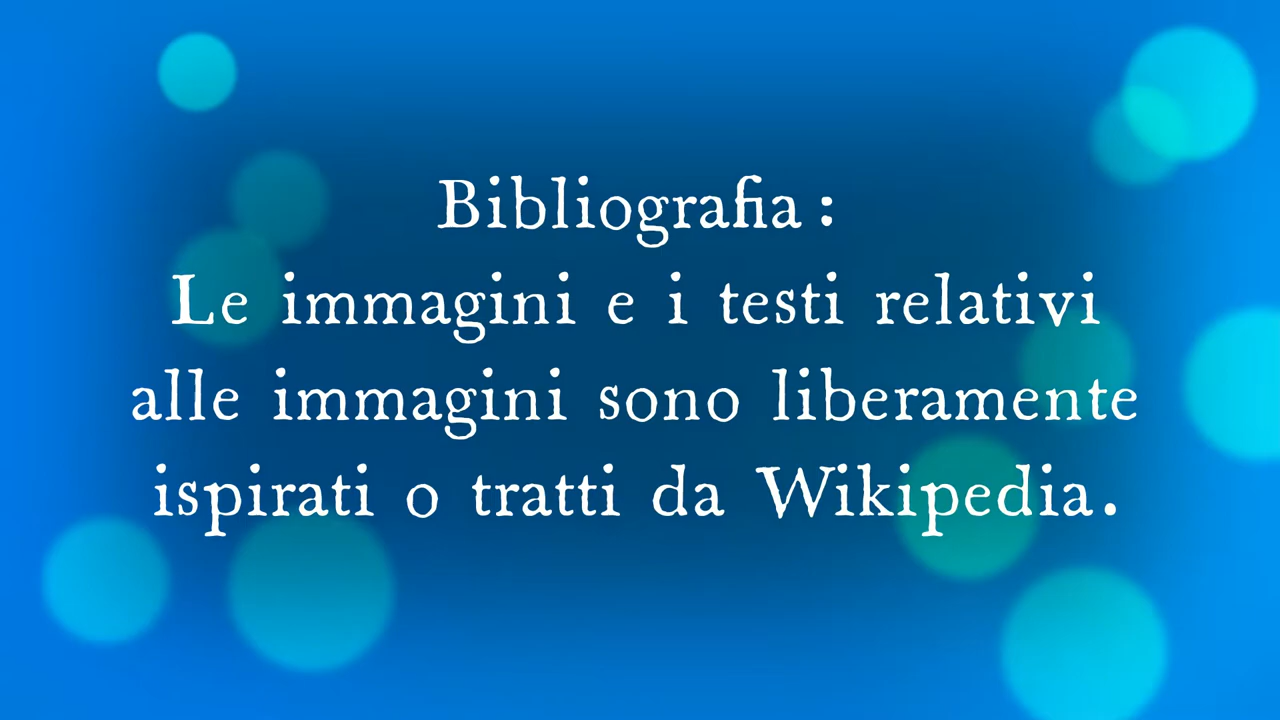 Bibliografia :
Le immagini e i testi relativi
alle immagini sono liberamente
ispirati o tratti da Wikipedia.